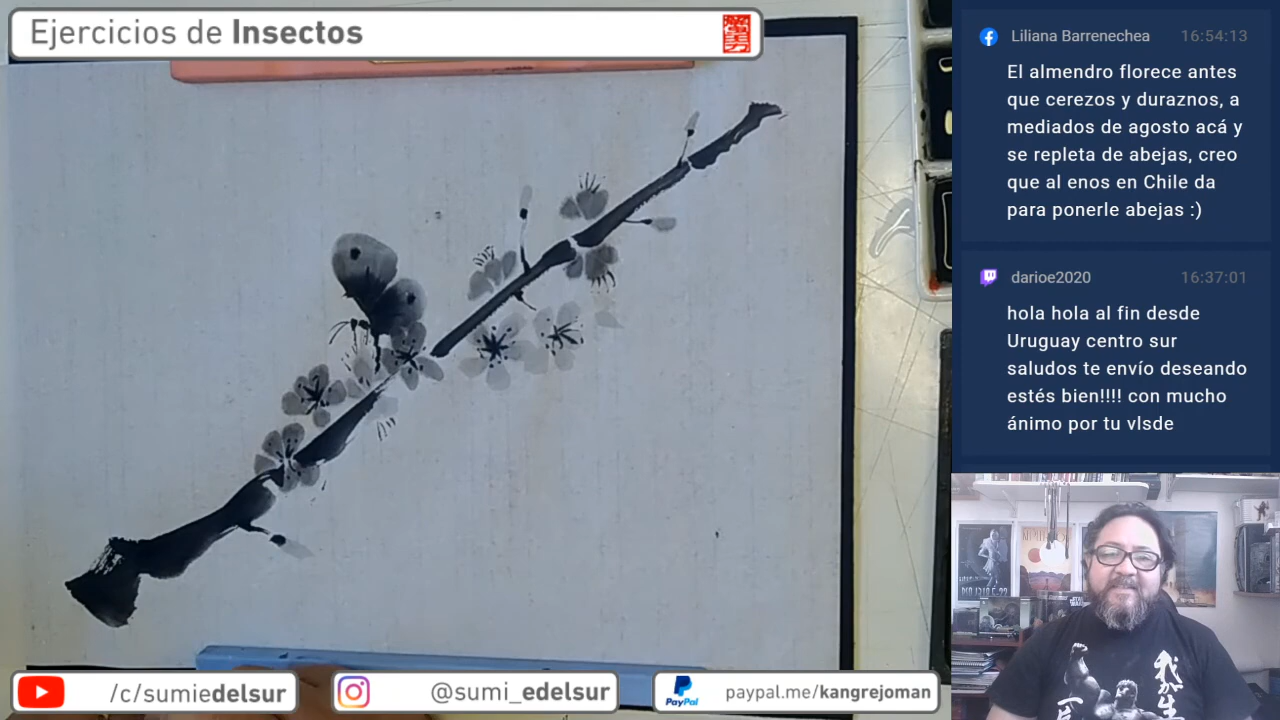 Ejercicios de Insectos
Liliana Barrenechea 16:54:13
El almendro florece antes
que cerezos y duraznos, a
mediados de agosto acá y
se repleta de abejas, creo
que al enos en Chile da
para ponerle abejas :)
darioe2020 16:37:01
hola hola al fin desde
Uruguay centro sur
saludos te envío deseando
estés bien!!!! con mucho
ánimo por tu vlsde
/c/sumiedelsur
@sumi_edelsur
PayPal
paypal.me/kangrejoman
我が生